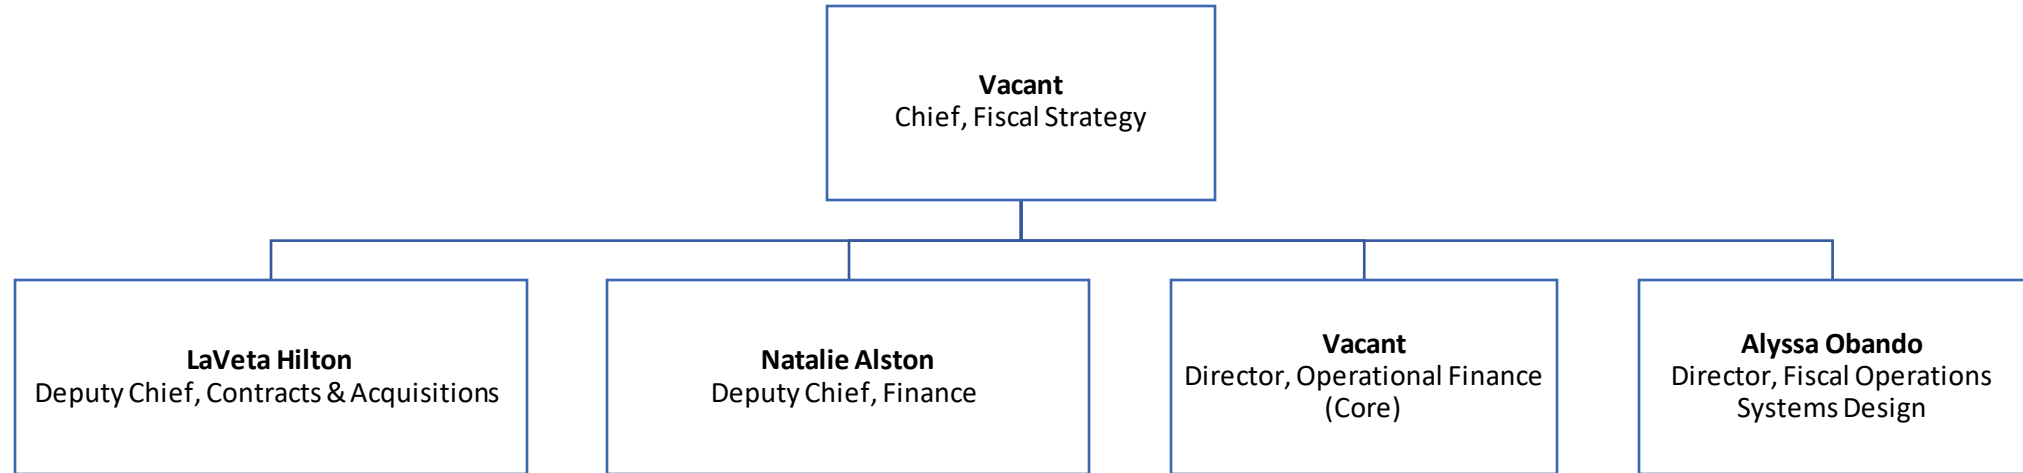 Vacant
Chief, Fiscal Strategy
LaVeta Hilton
Deputy Chief, Contracts & Acquisitions
Natalie Alston
Deputy Chief, Finance
Vacant
Director, Operational Finance
(Core)
Alyssa Obando
Director, Fiscal Operations
Systems Design